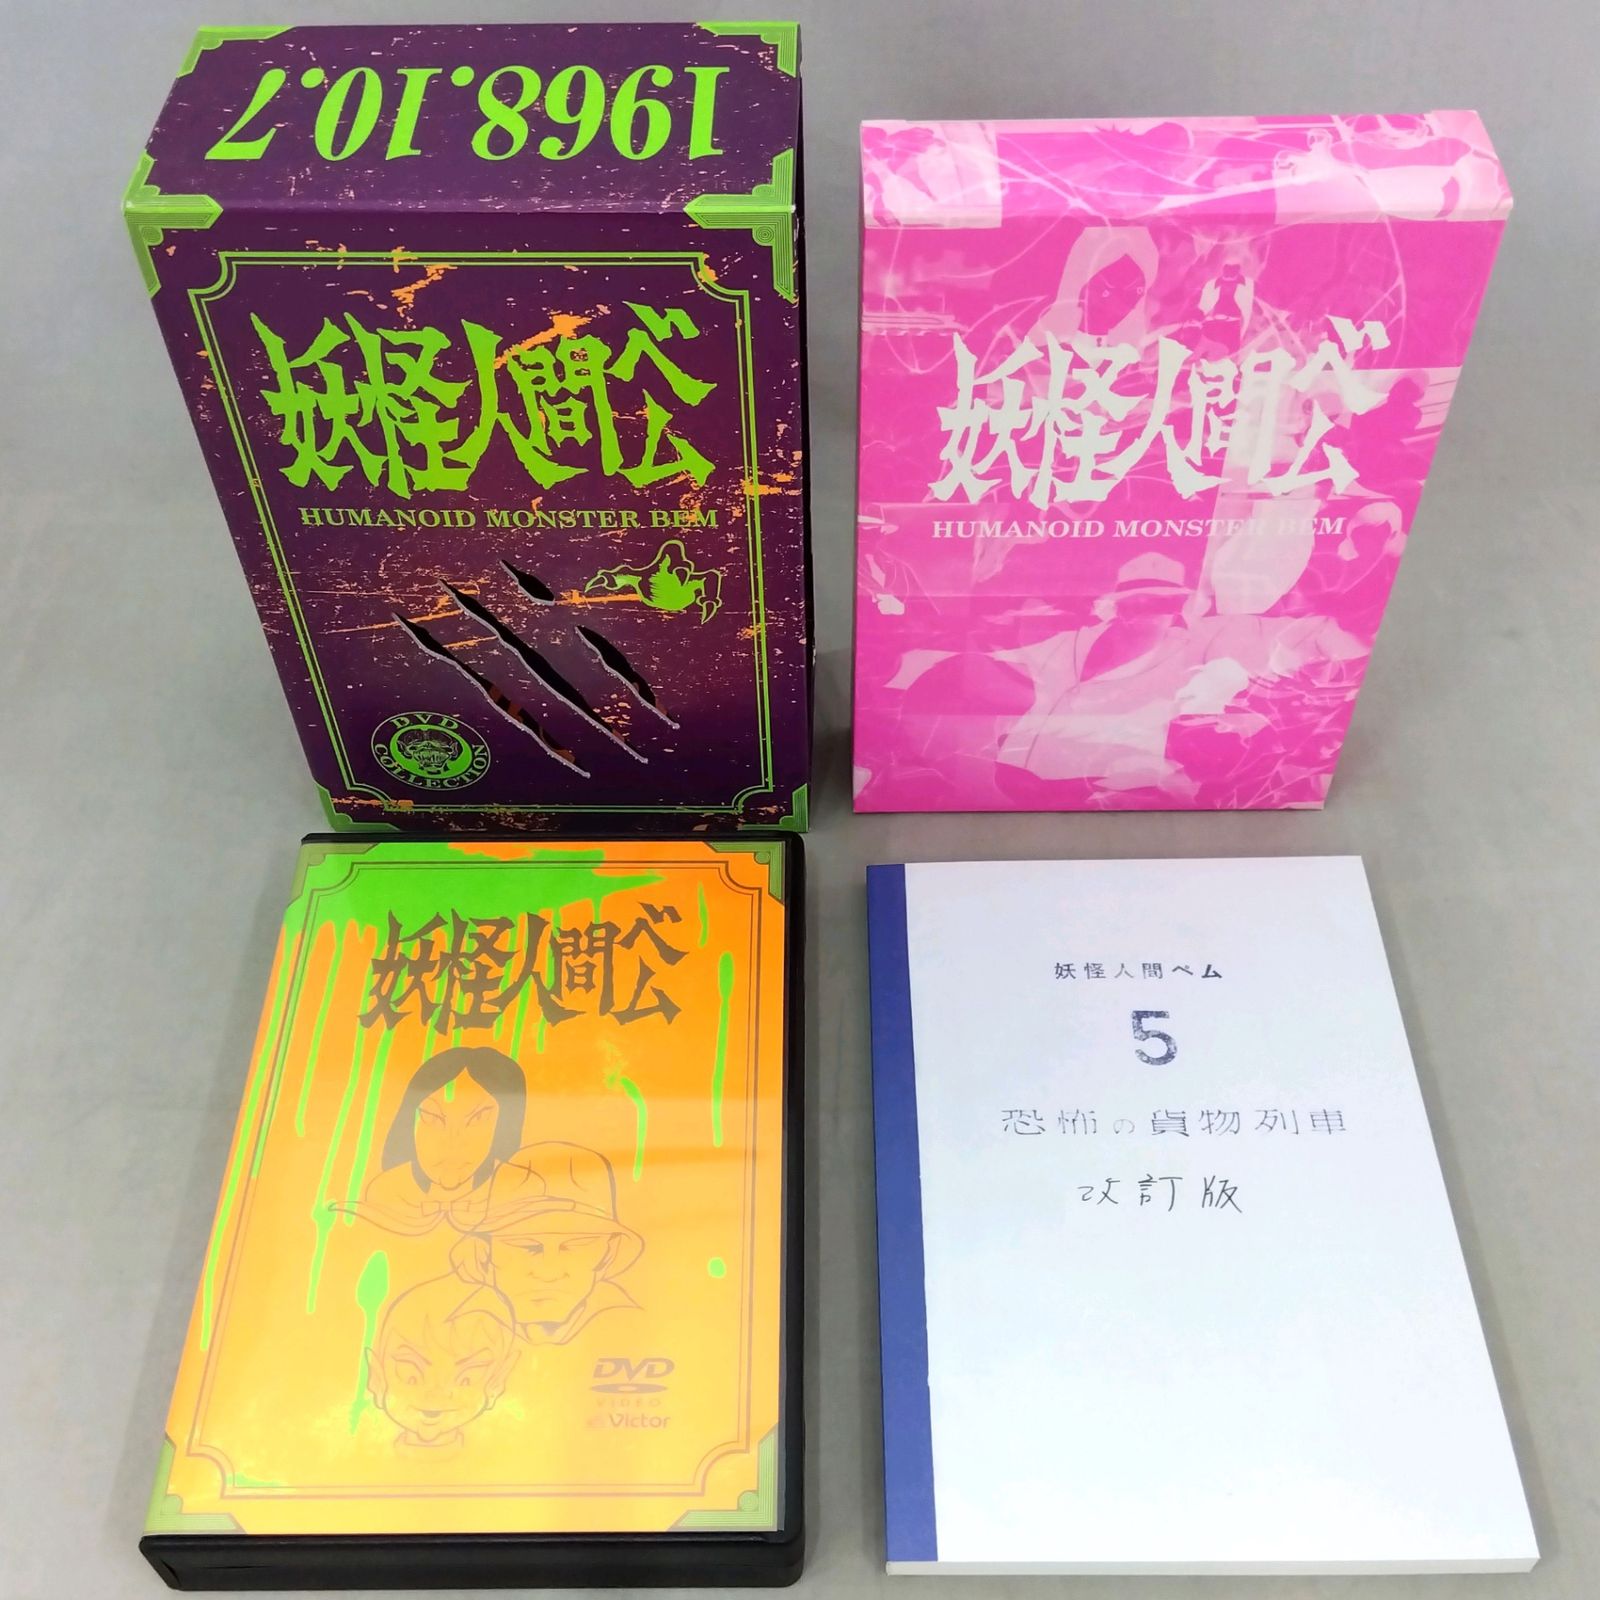 1968.10.7
妖怪人間ベム
HUMANOID MONSTER BEM
DVD COLLECTION
妖怪人間ベム
HUMANOID MONSTER BEM
妖怪人間ベム
DVD
VIDEO
Victor
妖怪人間ベム
5
恐怖の貨物列車
改訂版